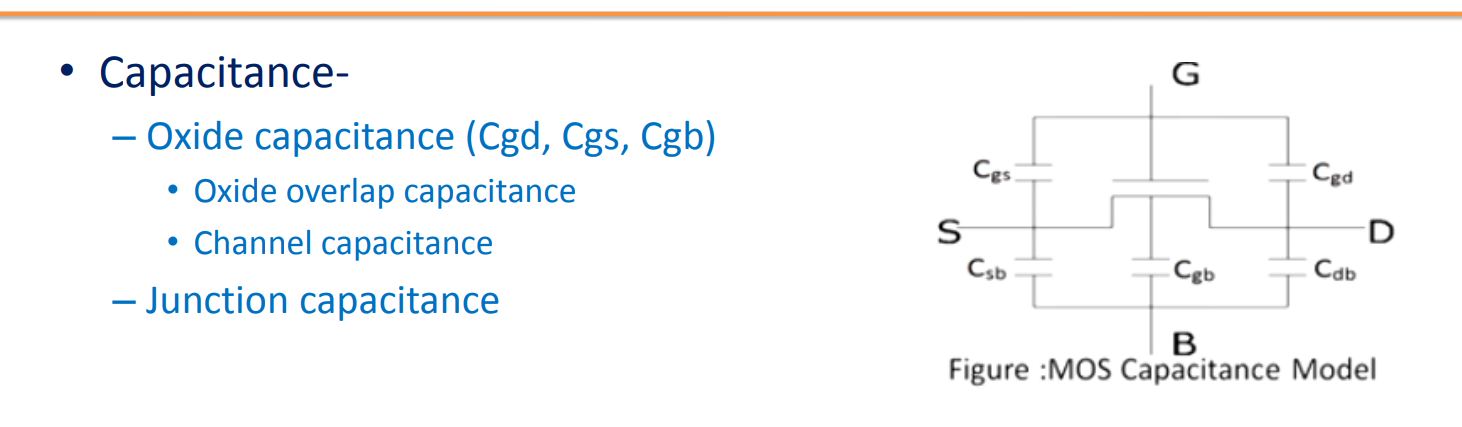 • Capacitance-
– Oxide capacitance (Cgd, Cgs, Cgb)
• Oxide overlap capacitance
• Channel capacitance
– Junction capacitance
G
Cgs
Cgd
S
D
Csb
Cgb
Cdb
B
Figure :MOS Capacitance Model